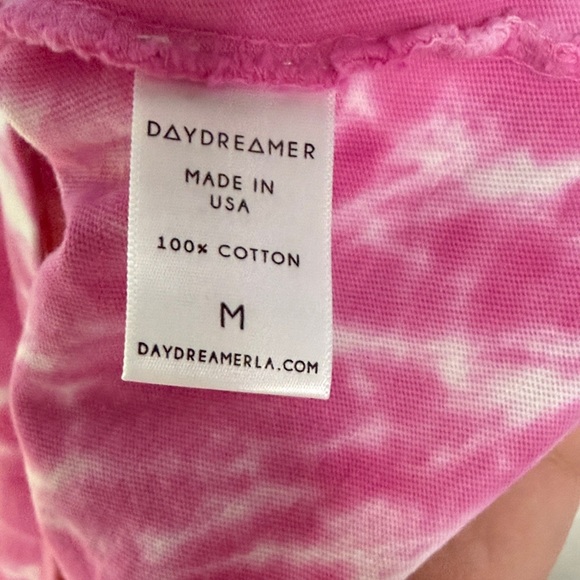 DAYDREAMER
MADE IN
USA
100% COTTON
M
DAYDREAMERLA.COM